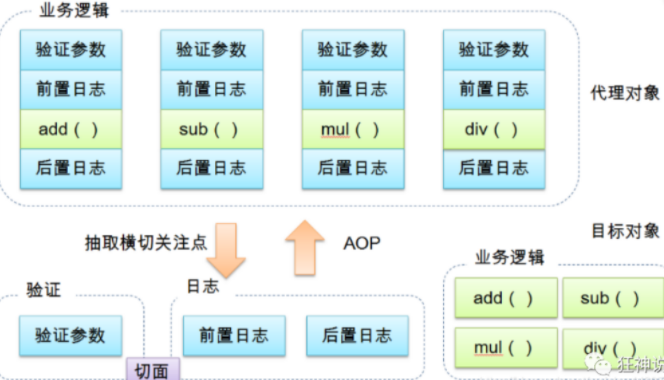 业务逻辑
验证参数 验证参数 验证参数 验证参数
前置日志 前置日志 前置日志 前置日志
代理对象
add ( ) sub ( ) mul ( ) div ( )
后置日志 后置日志 后置日志 后置日志
目标对象
抽取横切关注点 AOP
业务逻辑
验证 日志
add ( ) sub ( )
验证参数 前置日志 后置日志
mul ( ) div ( )
切面
狂神说